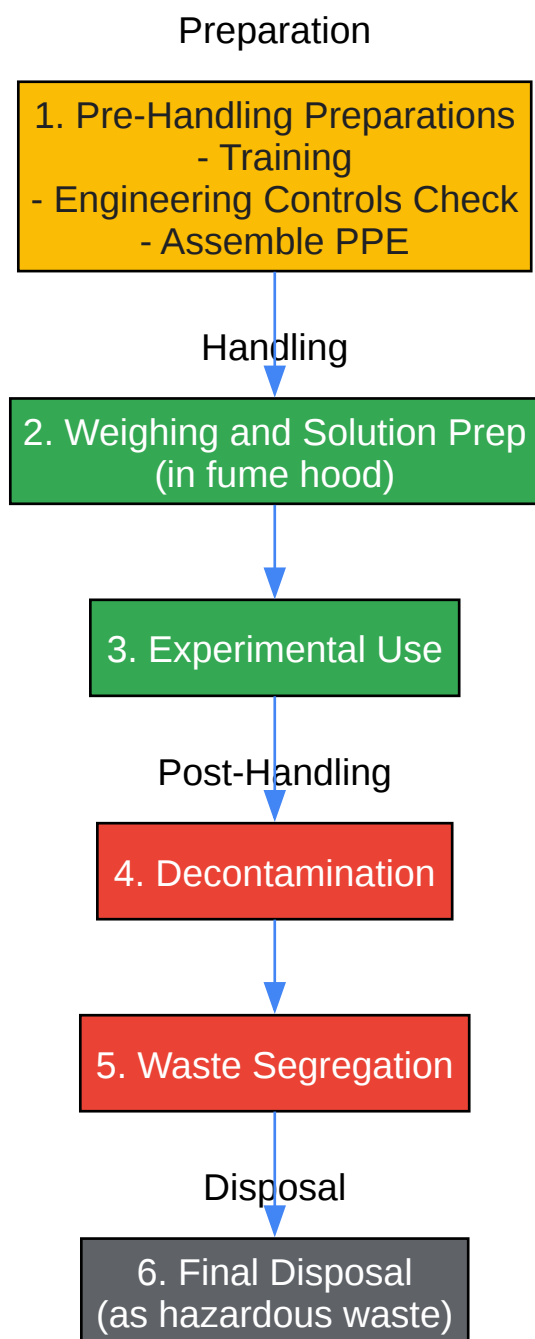 Preparation
1. Pre-Handling Preparations
- Training
- Engineering Controls Check
- Assemble PPE
Handling
2. Weighing and Solution Prep
(in fume hood)
3. Experimental Use
Post-Handling
4. Decontamination
5. Waste Segregation
Disposal
6. Final Disposal
(as hazardous waste)